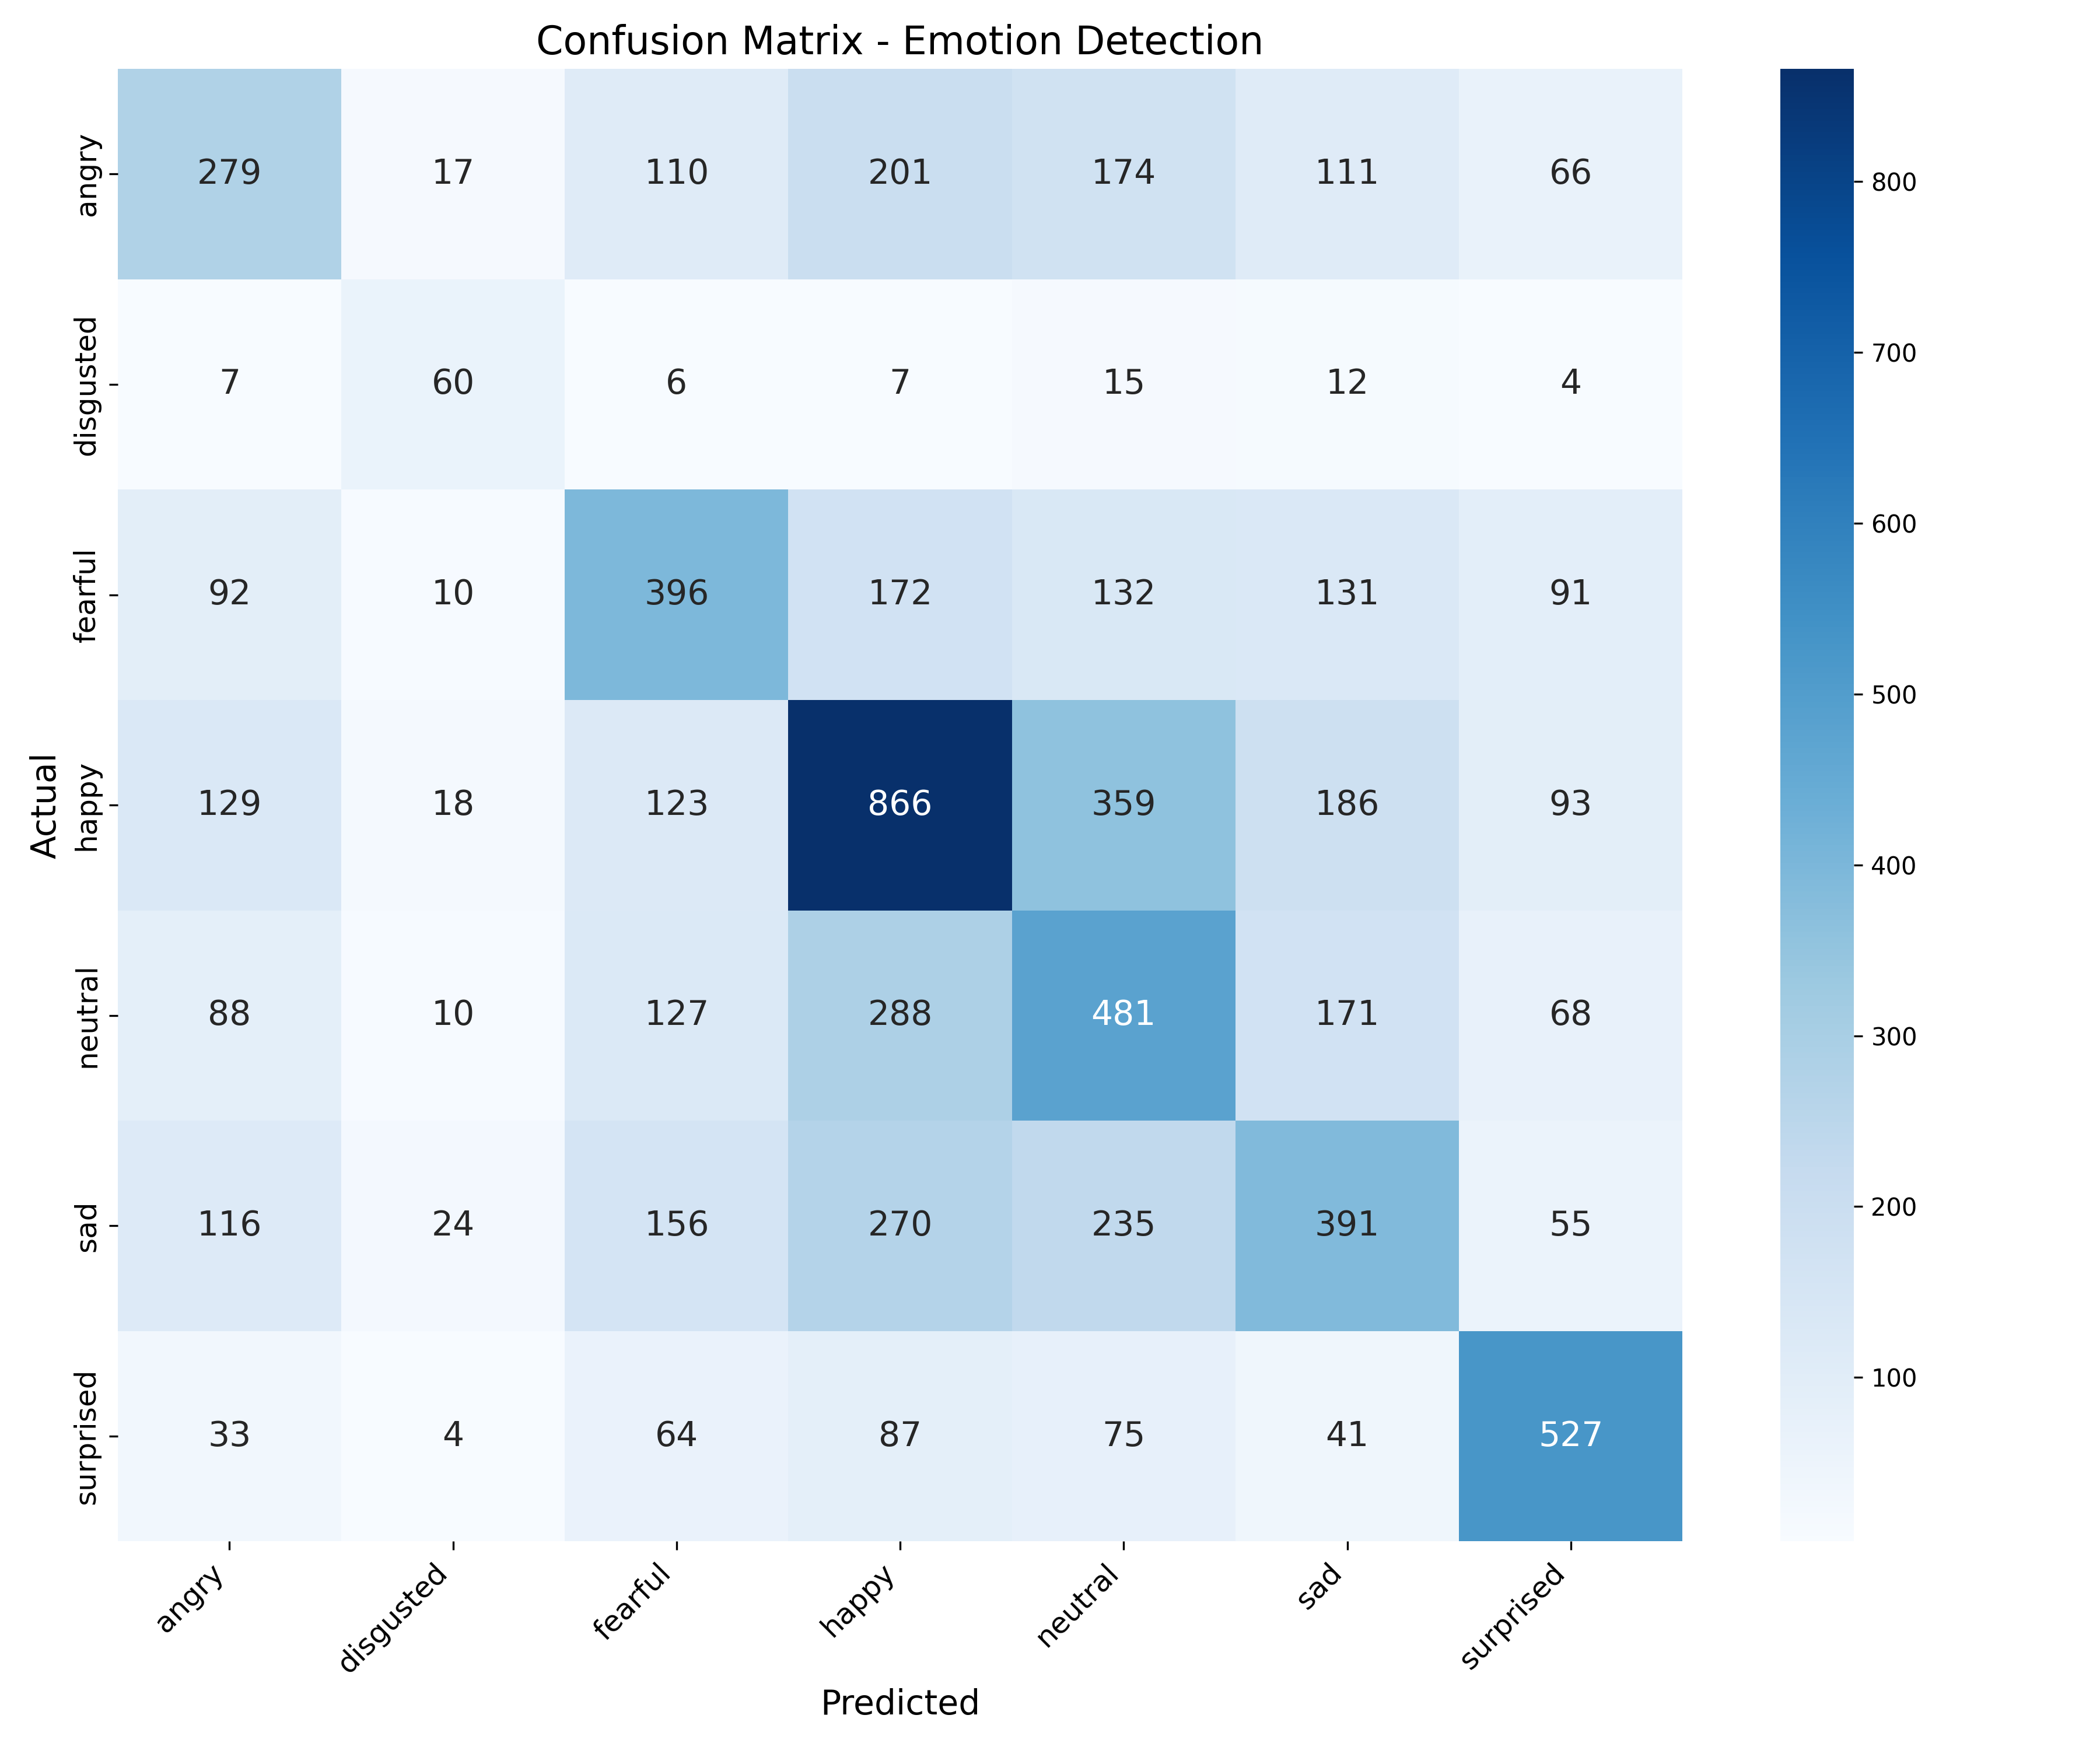 Confusion Matrix - Emotion Detection
angry 279 17 110 201 174 111 66
disgusted 7 60 6 7 15 12 4
fearful 92 10 396 172 132 131 91
happy 129 18 123 866 359 186 93
neutral 88 10 127 288 481 171 68
sad 116 24 156 270 235 391 55
surprised 33 4 64 87 75 41 527
Actual
angry disgusted fearful happy neutral sad surprised
Predicted
800
700
600
500
400
300
200
100